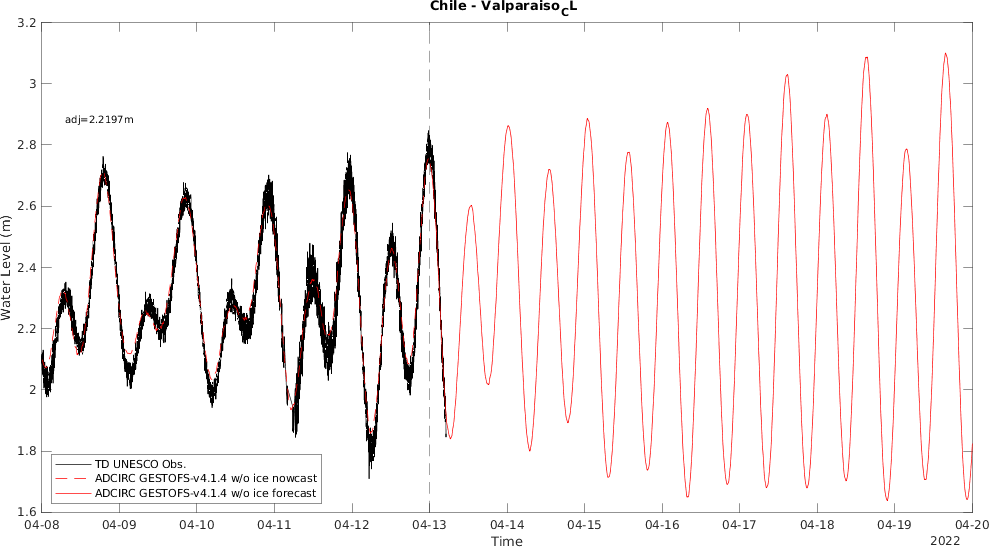 Chile - Valparaiso_CL
3.2
3
2.8
2.6
2.4
2.2
2
1.8
1.6
Water Level (m)
adj=2.2197m
TD UNESCO Obs.
ADCIRC GESTOFS-v4.1.4 w/o ice nowcast
ADCIRC GESTOFS-v4.1.4 w/o ice forecast
04-08 04-09 04-10 04-11 04-12 04-13 04-14 04-15 04-16 04-17 04-18 04-19 04-20
Time
2022